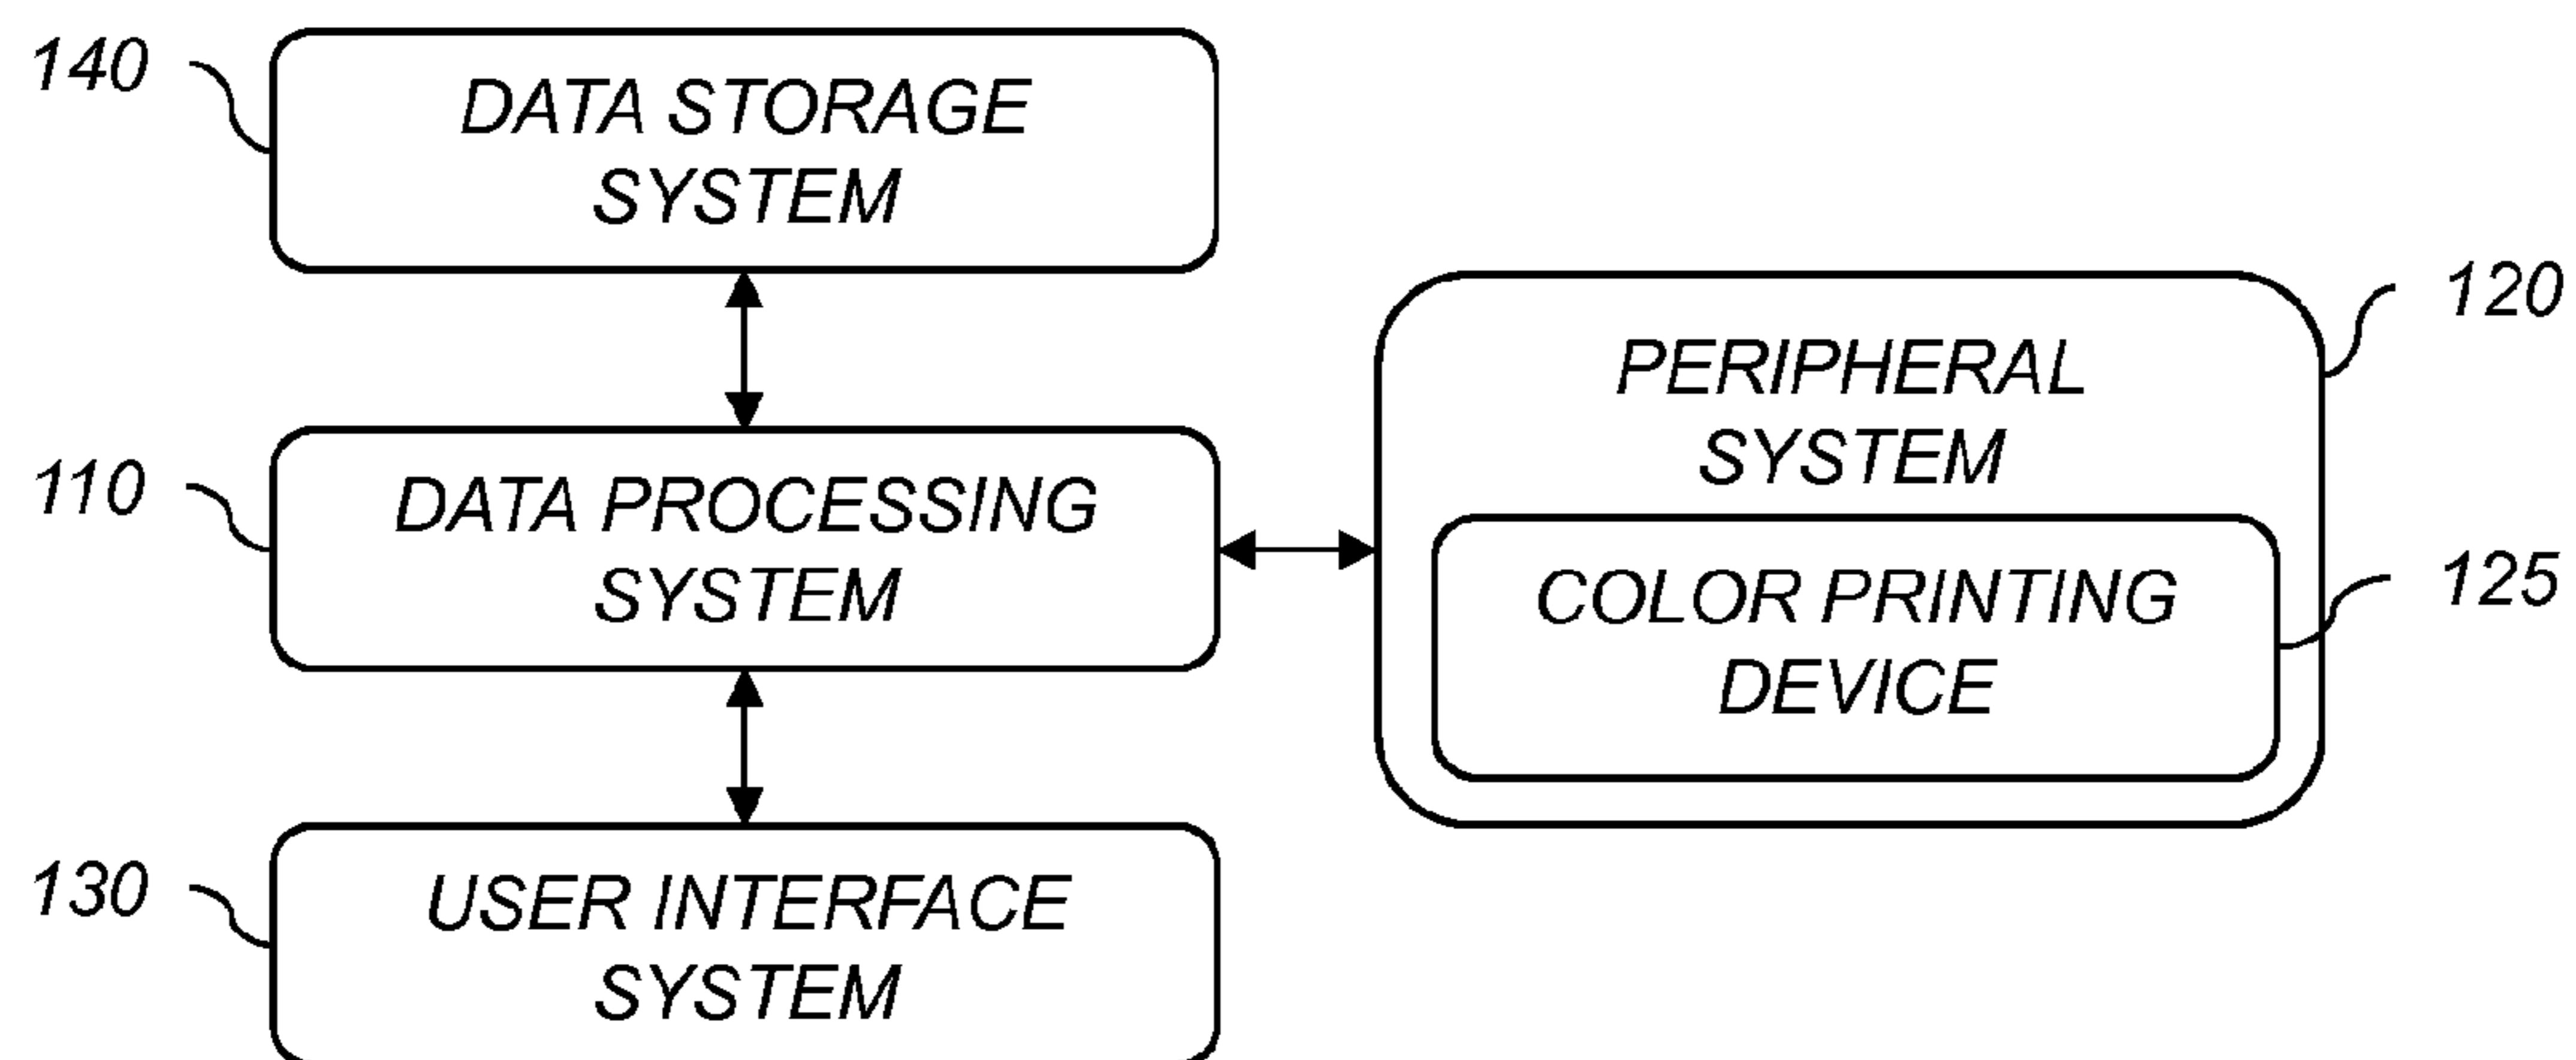 140
DATA STORAGE
SYSTEM
110
DATA PROCESSING
SYSTEM
130
USER INTERFACE
SYSTEM
120
PERIPHERAL
SYSTEM
125
COLOR PRINTING
DEVICE